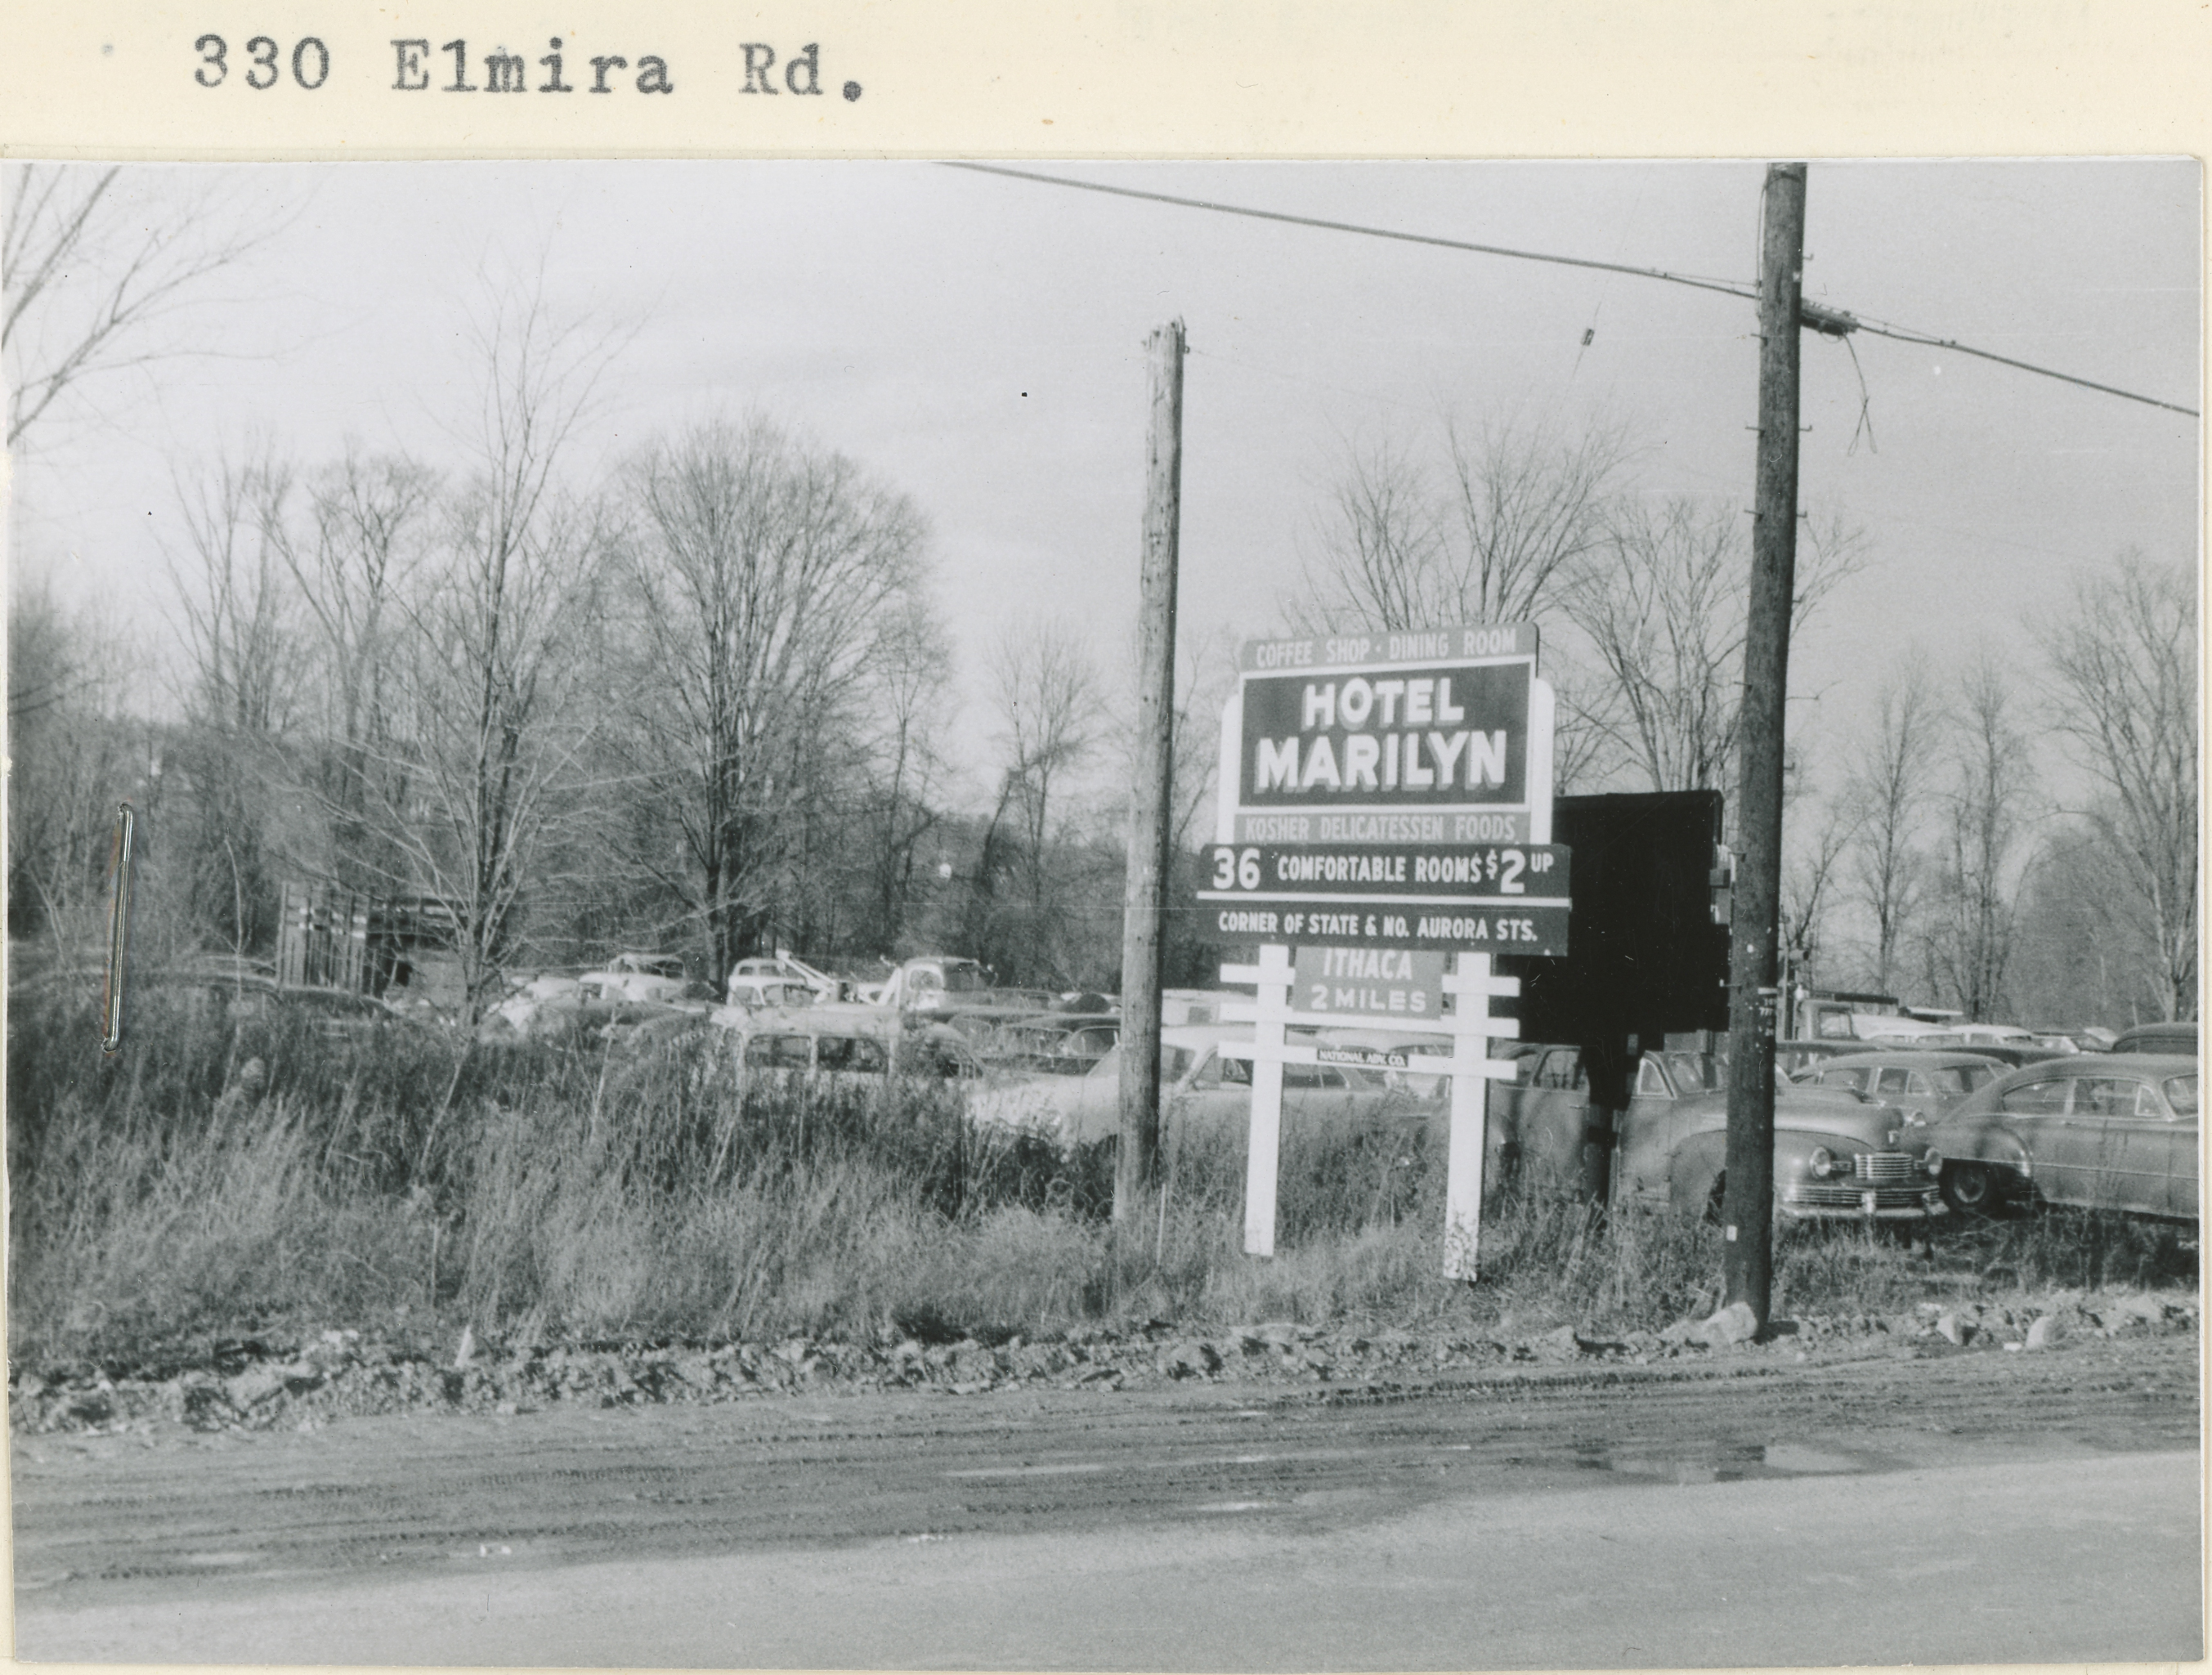 330 Elmira Rd.
COFFEE SHOP · DINING ROOM
HOTEL
MARILYN
KOSHER DELICATESSEN FOODS
36 COMFORTABLE ROOMS $2 UP
CORNER OF STATE & NO. AURORA STS.
ITHACA
2 MILES
NATIONAL ADV. CO.